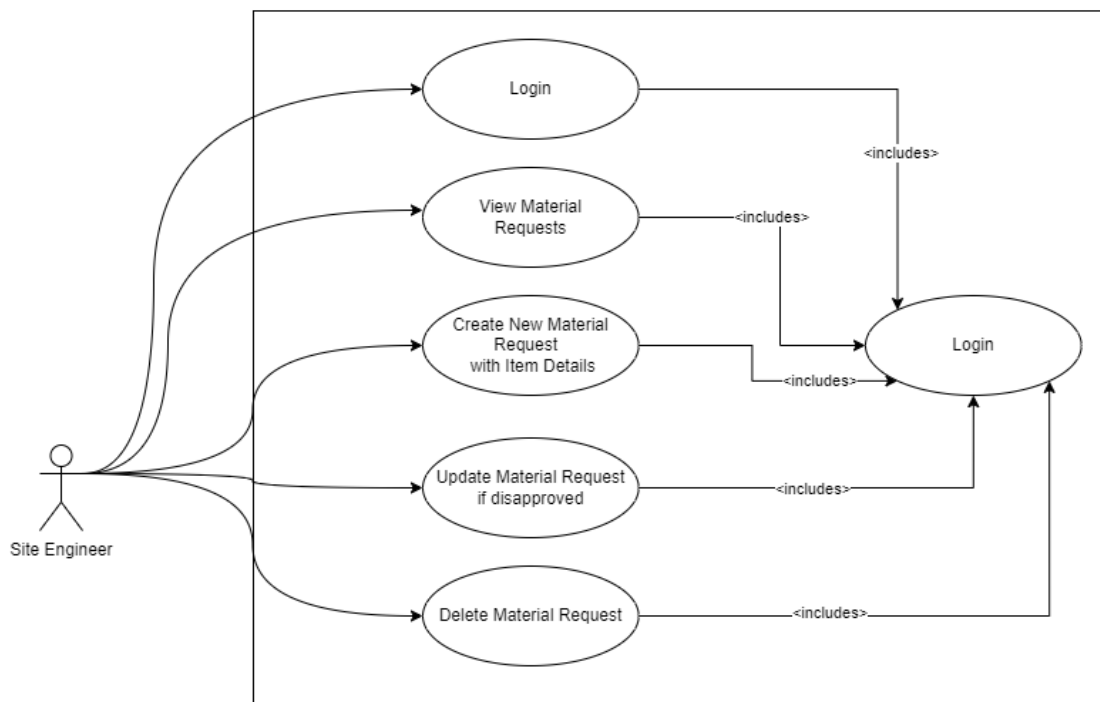 Login
<includes>
View Material
Requests
<includes>
Create New Material
Request
with Item Details
<includes>
Login
Update Material Request
if disapproved
<includes>
Site Engineer
Delete Material Request
<includes>